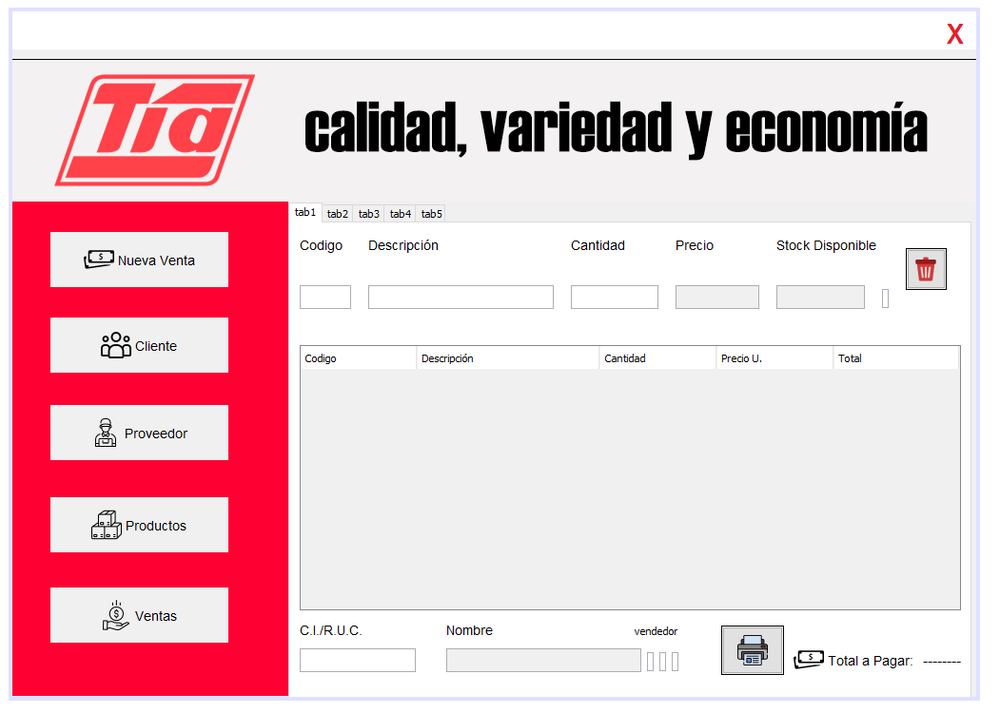 X
Tía
calidad, variedad y economía
tab1 tab2 tab3 tab4 tab5
Nueva Venta
Cliente
Proveedor
Productos
Ventas
Codigo Descripción Cantidad Precio Stock Disponible
Codigo Descripción Cantidad Precio U. Total
C.I./R.U.C. Nombre vendedor
Total a Pagar: --------